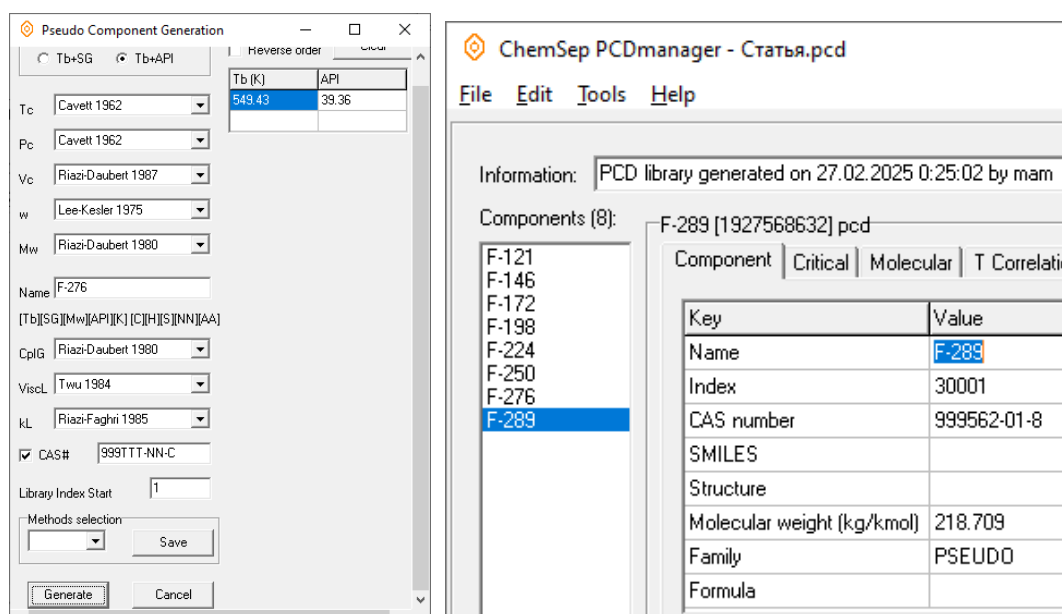 Pseudo Component Generation
Tb+SG Tb+API
Reverse order Clear
Tb (K) API
549.43 39.36
Tc Cavett 1962
Pc Cavett 1962
Vc Riazi-Daubert 1987
w Lee-Kesler 1975
Mw Riazi-Daubert 1980
Name F-276
[Tb][SG][Mw][API][K] [C][H][S][NN][AA]
CpIG Riazi-Daubert 1980
ViscL Twu 1984
kL Riazi-Faghri 1985
CAS# 999TTT-NN-C
Library Index Start 1
Methods selection
Save
Generate Cancel
ChemSep PCDmanager - Статья.pcd
File Edit Tools Help
Information: PCD library generated on 27.02.2025 0:25:02 by mam
Components (8):
F-121
F-146
F-172
F-198
F-224
F-250
F-276
F-289
F-289 [1927568632] pcd
Component Critical Molecular T Correlati
Key Value
Name F-289
Index 30001
CAS number 999562-01-8
SMILES
Structure
Molecular weight (kg/kmol) 218.709
Family PSEUDO
Formula